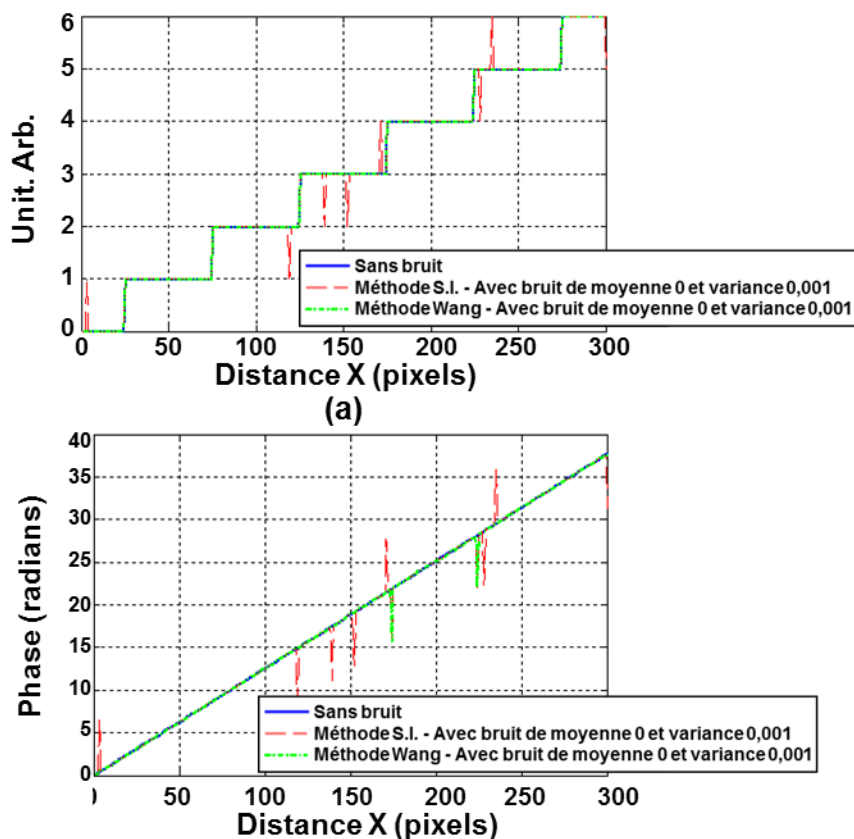 6
5
4
3
2
1
0
Unit. Arb.
Sans bruit
Méthode S.I. - Avec bruit de moyenne 0 et variance 0,001
Méthode Wang - Avec bruit de moyenne 0 et variance 0,001
0 50 100 150 200 250 300
Distance X (pixels)
(a)
40
35
30
25
20
15
10
5
0
Phase (radians)
Sans bruit
Méthode S.I. - Avec bruit de moyenne 0 et variance 0,001
Méthode Wang - Avec bruit de moyenne 0 et variance 0,001
0 50 100 150 200 250 300
Distance X (pixels)